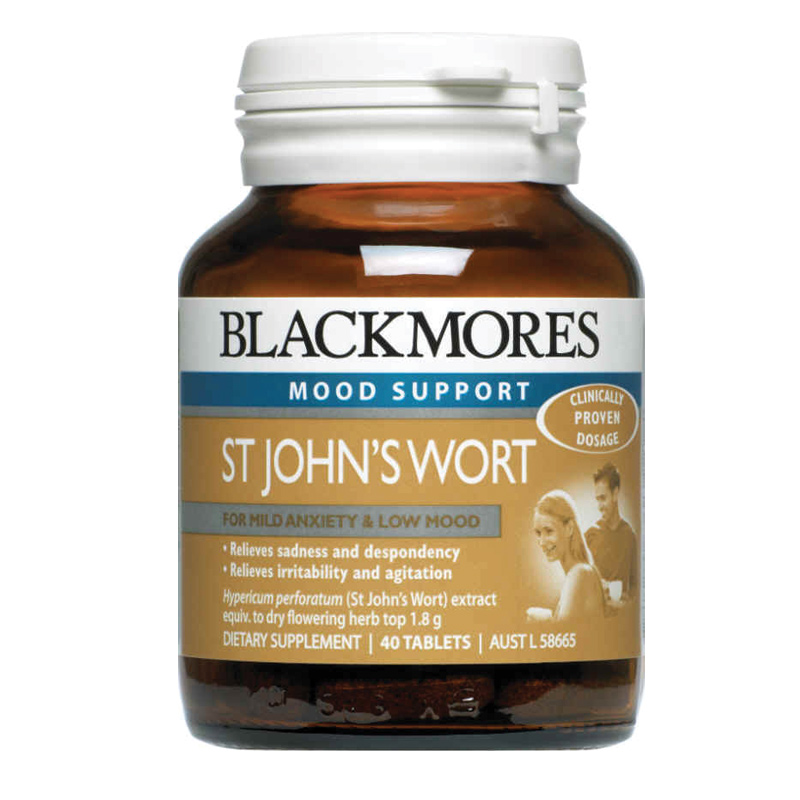 BLACKMORES
MOOD SUPPORT
CLINICALLY
PROVEN
DOSAGE
ST JOHN'S WORT
FOR MILD ANXIETY & LOW MOOD
• Relieves sadness and despondency
• Relieves irritability and agitation
Hypericum perforatum (St John's Wort) extract
equiv. to dry flowering herb top 1.8 g
DIETARY SUPPLEMENT | 40 TABLETS | AUST L 58665